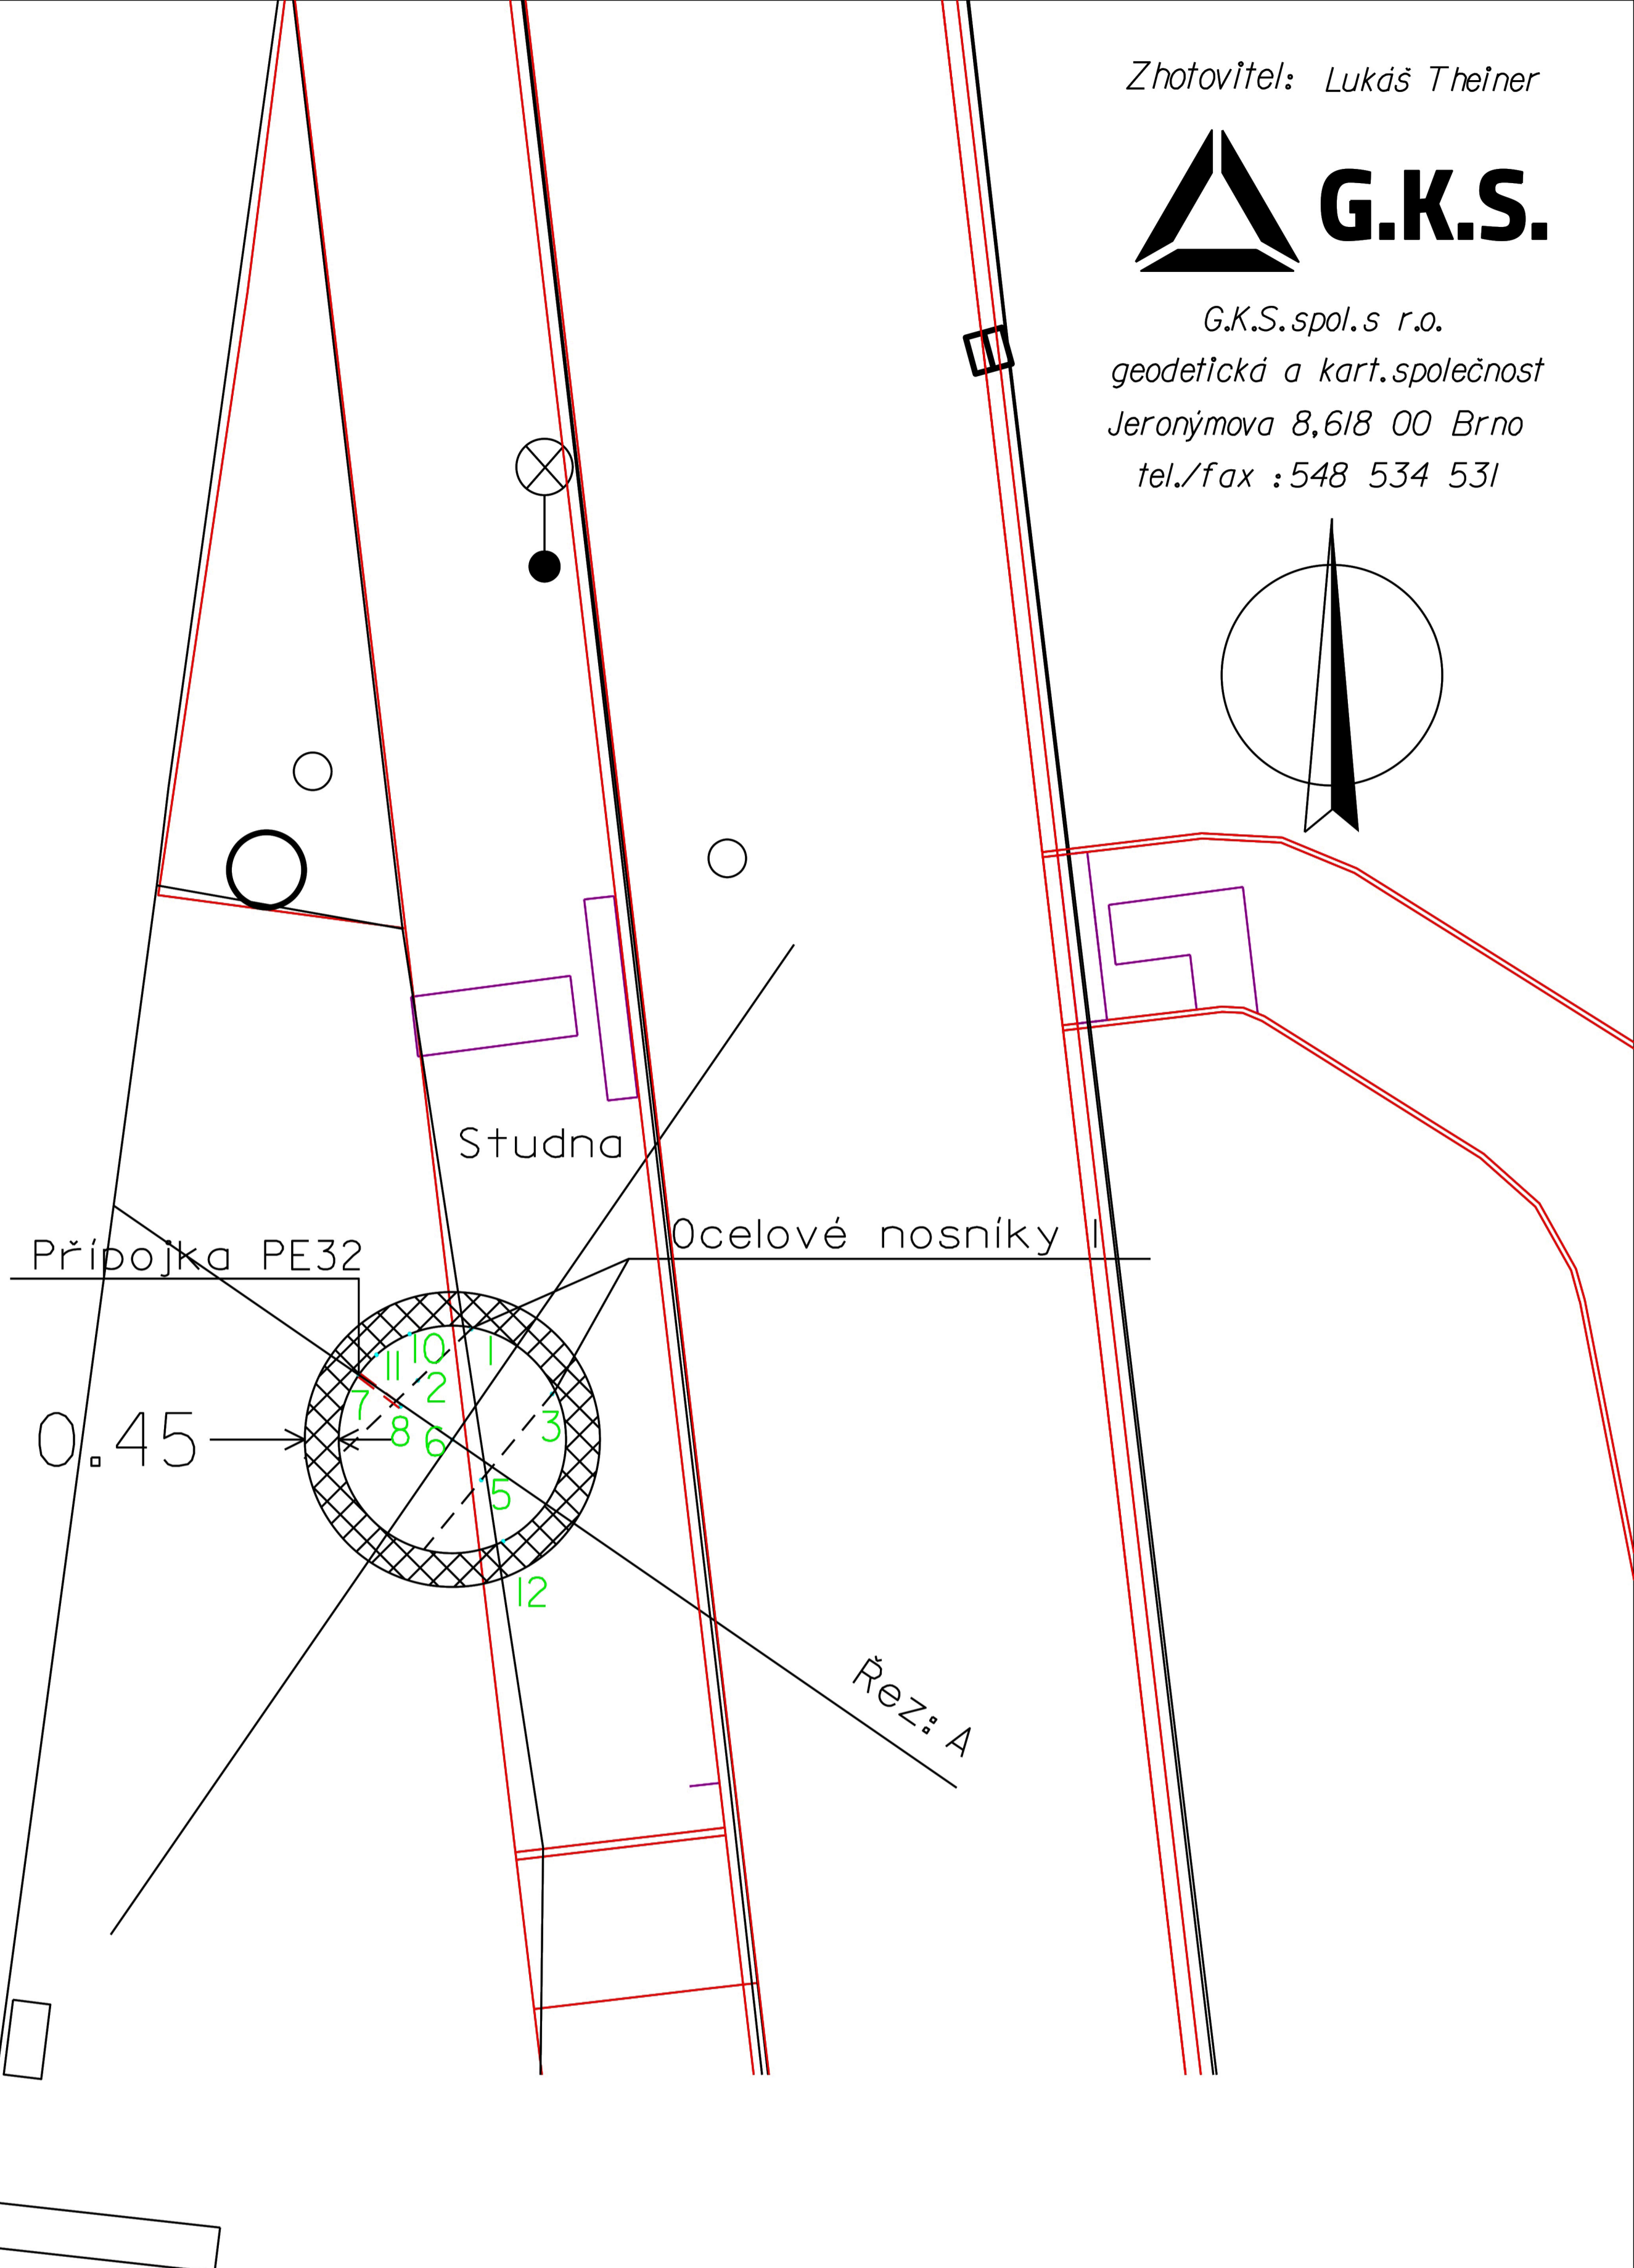 Zhotovitel: Lukáš Theiner
G.K.S.
G.K.S.spol.s r.o.
geodetická a kart.společnost
Jeronýmova 8,618 00 Brno
tel./fax :548 534 531
Studna
Ocelové nosníky I
Přípojka PE32
10
1
11
2
7
3
8
6
0.45
5
12
Řez: A